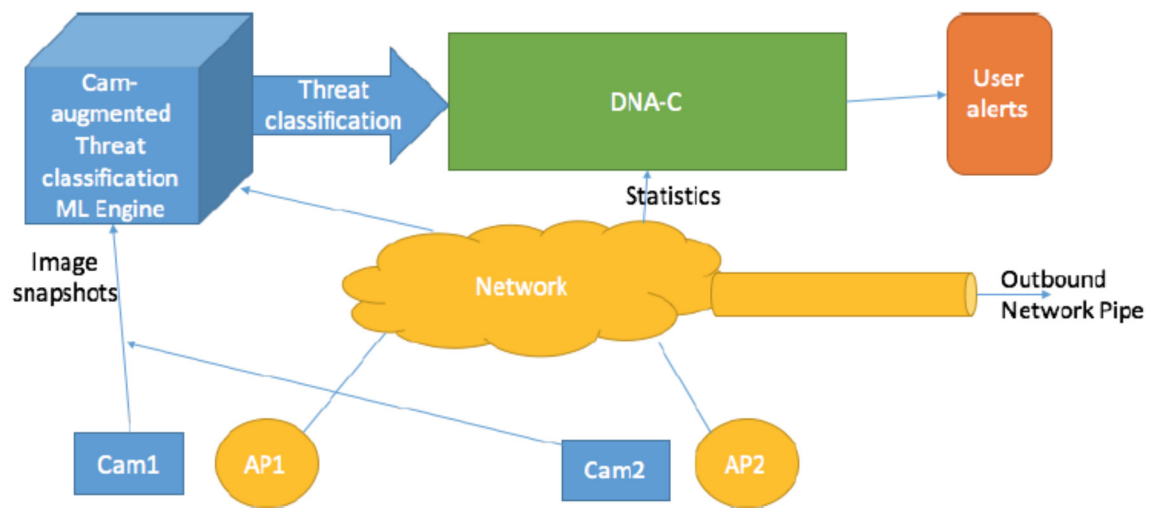 Cam-
augmented
Threat
classification
ML Engine
Threat
classification
DNA-C
User
alerts
Statistics
Image
snapshots
Network
Outbound
Network Pipe
Cam1
AP1
Cam2
AP2